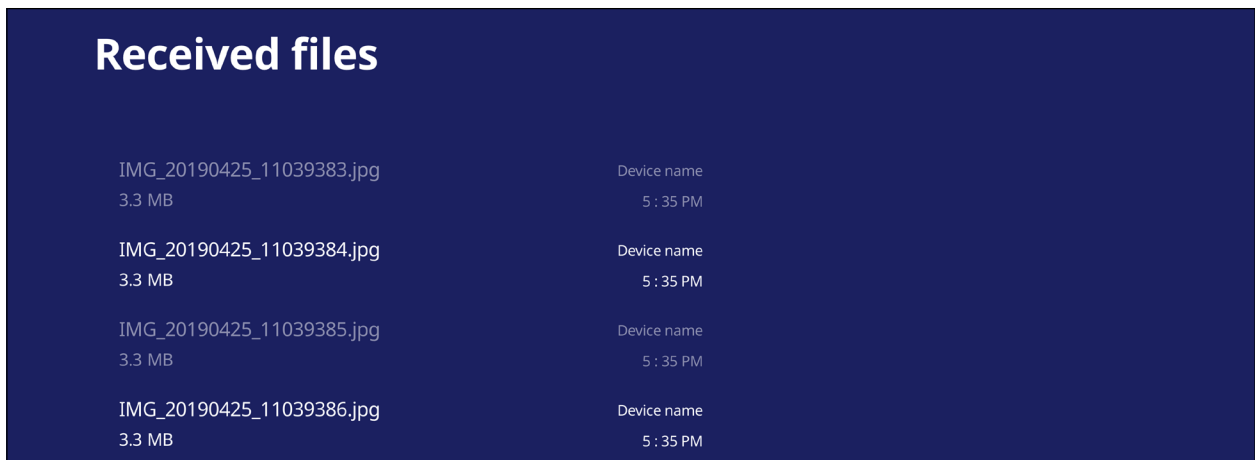 Received files
IMG_20190425_11039383.jpg Device name
3.3 MB 5 : 35 PM
IMG_20190425_11039384.jpg Device name
3.3 MB 5 : 35 PM
IMG_20190425_11039385.jpg Device name
3.3 MB 5 : 35 PM
IMG_20190425_11039386.jpg Device name
3.3 MB 5 : 35 PM